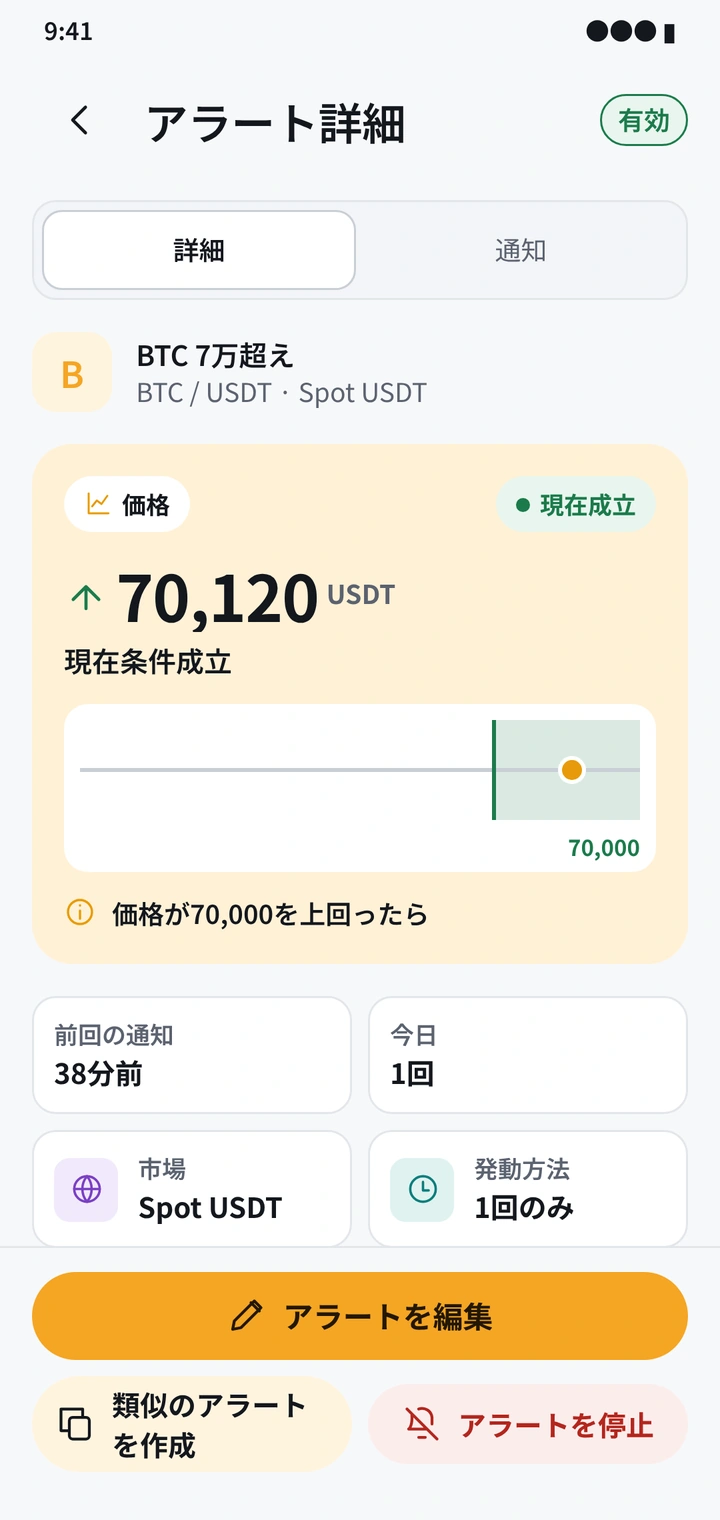 9:41
アラート詳細
有効
詳細
通知
B
BTC 7万超え
BTC / USDT · Spot USDT
価格
現在成立
70,120 USDT
現在条件成立
70,000
価格が70,000を上回ったら
前回の通知
38分前
今日
1回
市場
Spot USDT
発動方法
1回のみ
アラートを編集
類似のアラート
を作成
アラートを停止